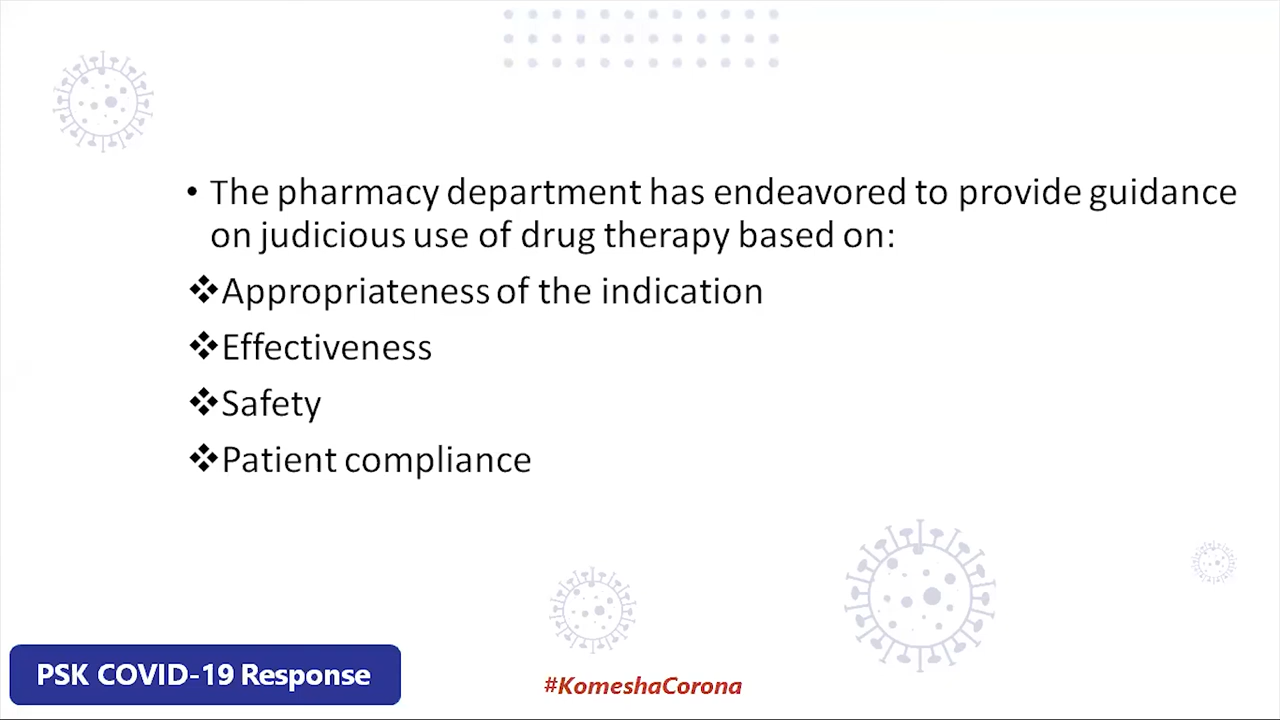 • The pharmacy department has endeavored to provide guidance
on judicious use of drug therapy based on:
❖Appropriateness of the indication
❖Effectiveness
❖Safety
❖Patient compliance
PSK COVID-19 Response
#KomeshaCorona